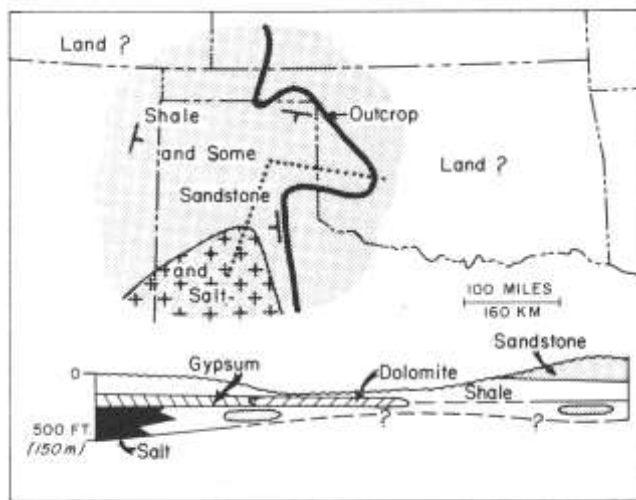 Land ?
Shale
Outcrop
and Some
Land ?
Sandstone
and
Salt
100 MILES
160 KM
Sandstone
Gypsum
Dolomite
0
Shale
500 FT.
(150m)
?
?
Salt